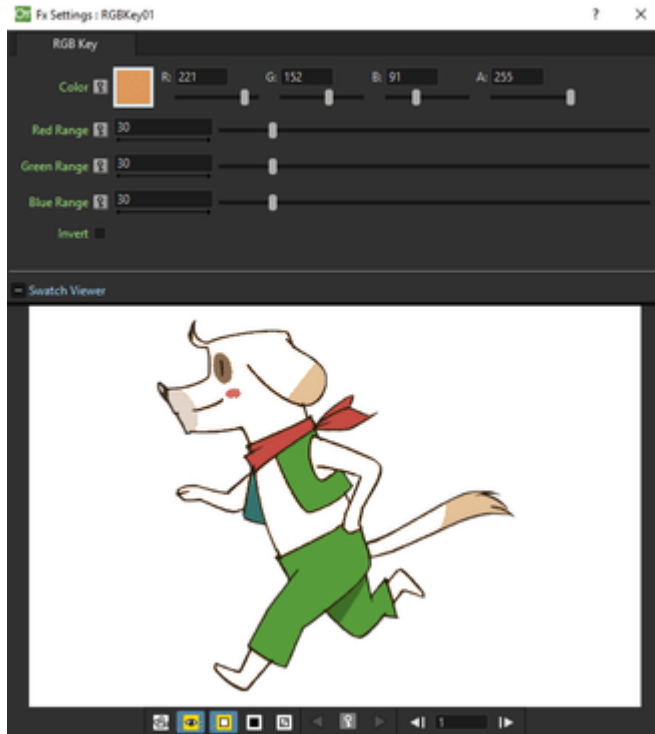 Fx Settings : RGBKey01
RGB Key
Color R: 221 G: 152 B: 91 A: 255
Red Range 30
Green Range 30
Blue Range 30
Invert
Swatch Viewer
1